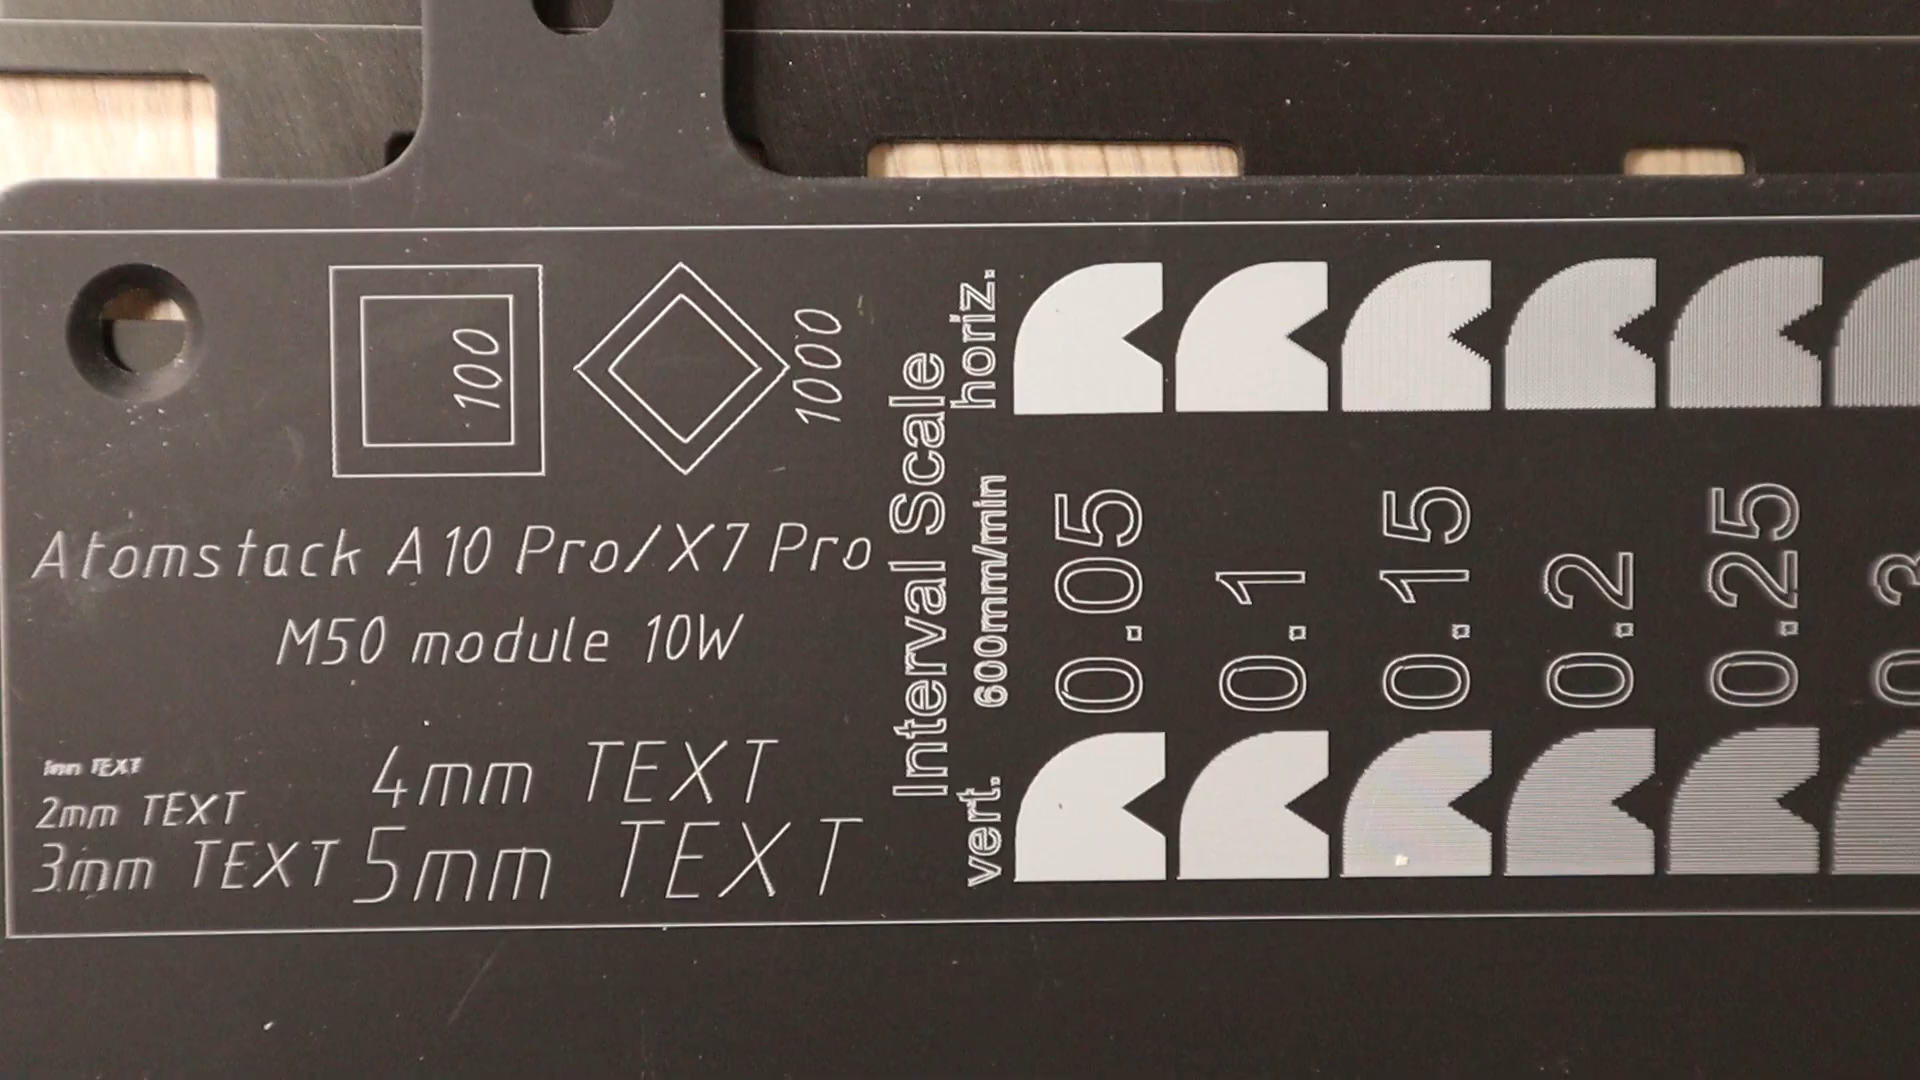 100
1000
Atomstack A10 Pro/X7 Pro
M50 module 10W
1mm TEXT
2mm TEXT
3mm TEXT
4mm TEXT
5mm TEXT
Interval Scale
vert. 600mm/min horiz.
0.05
0.1
0.15
0.2
0.25